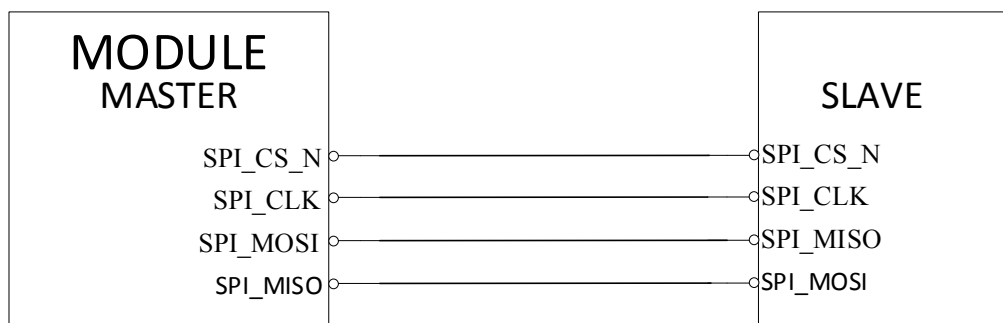 MODULE
MASTER
SPI_CS_N
SPI_CLK
SPI_MOSI
SPI_MISO
SLAVE
SPI_CS_N
SPI_CLK
SPI_MISO
SPI_MOSI